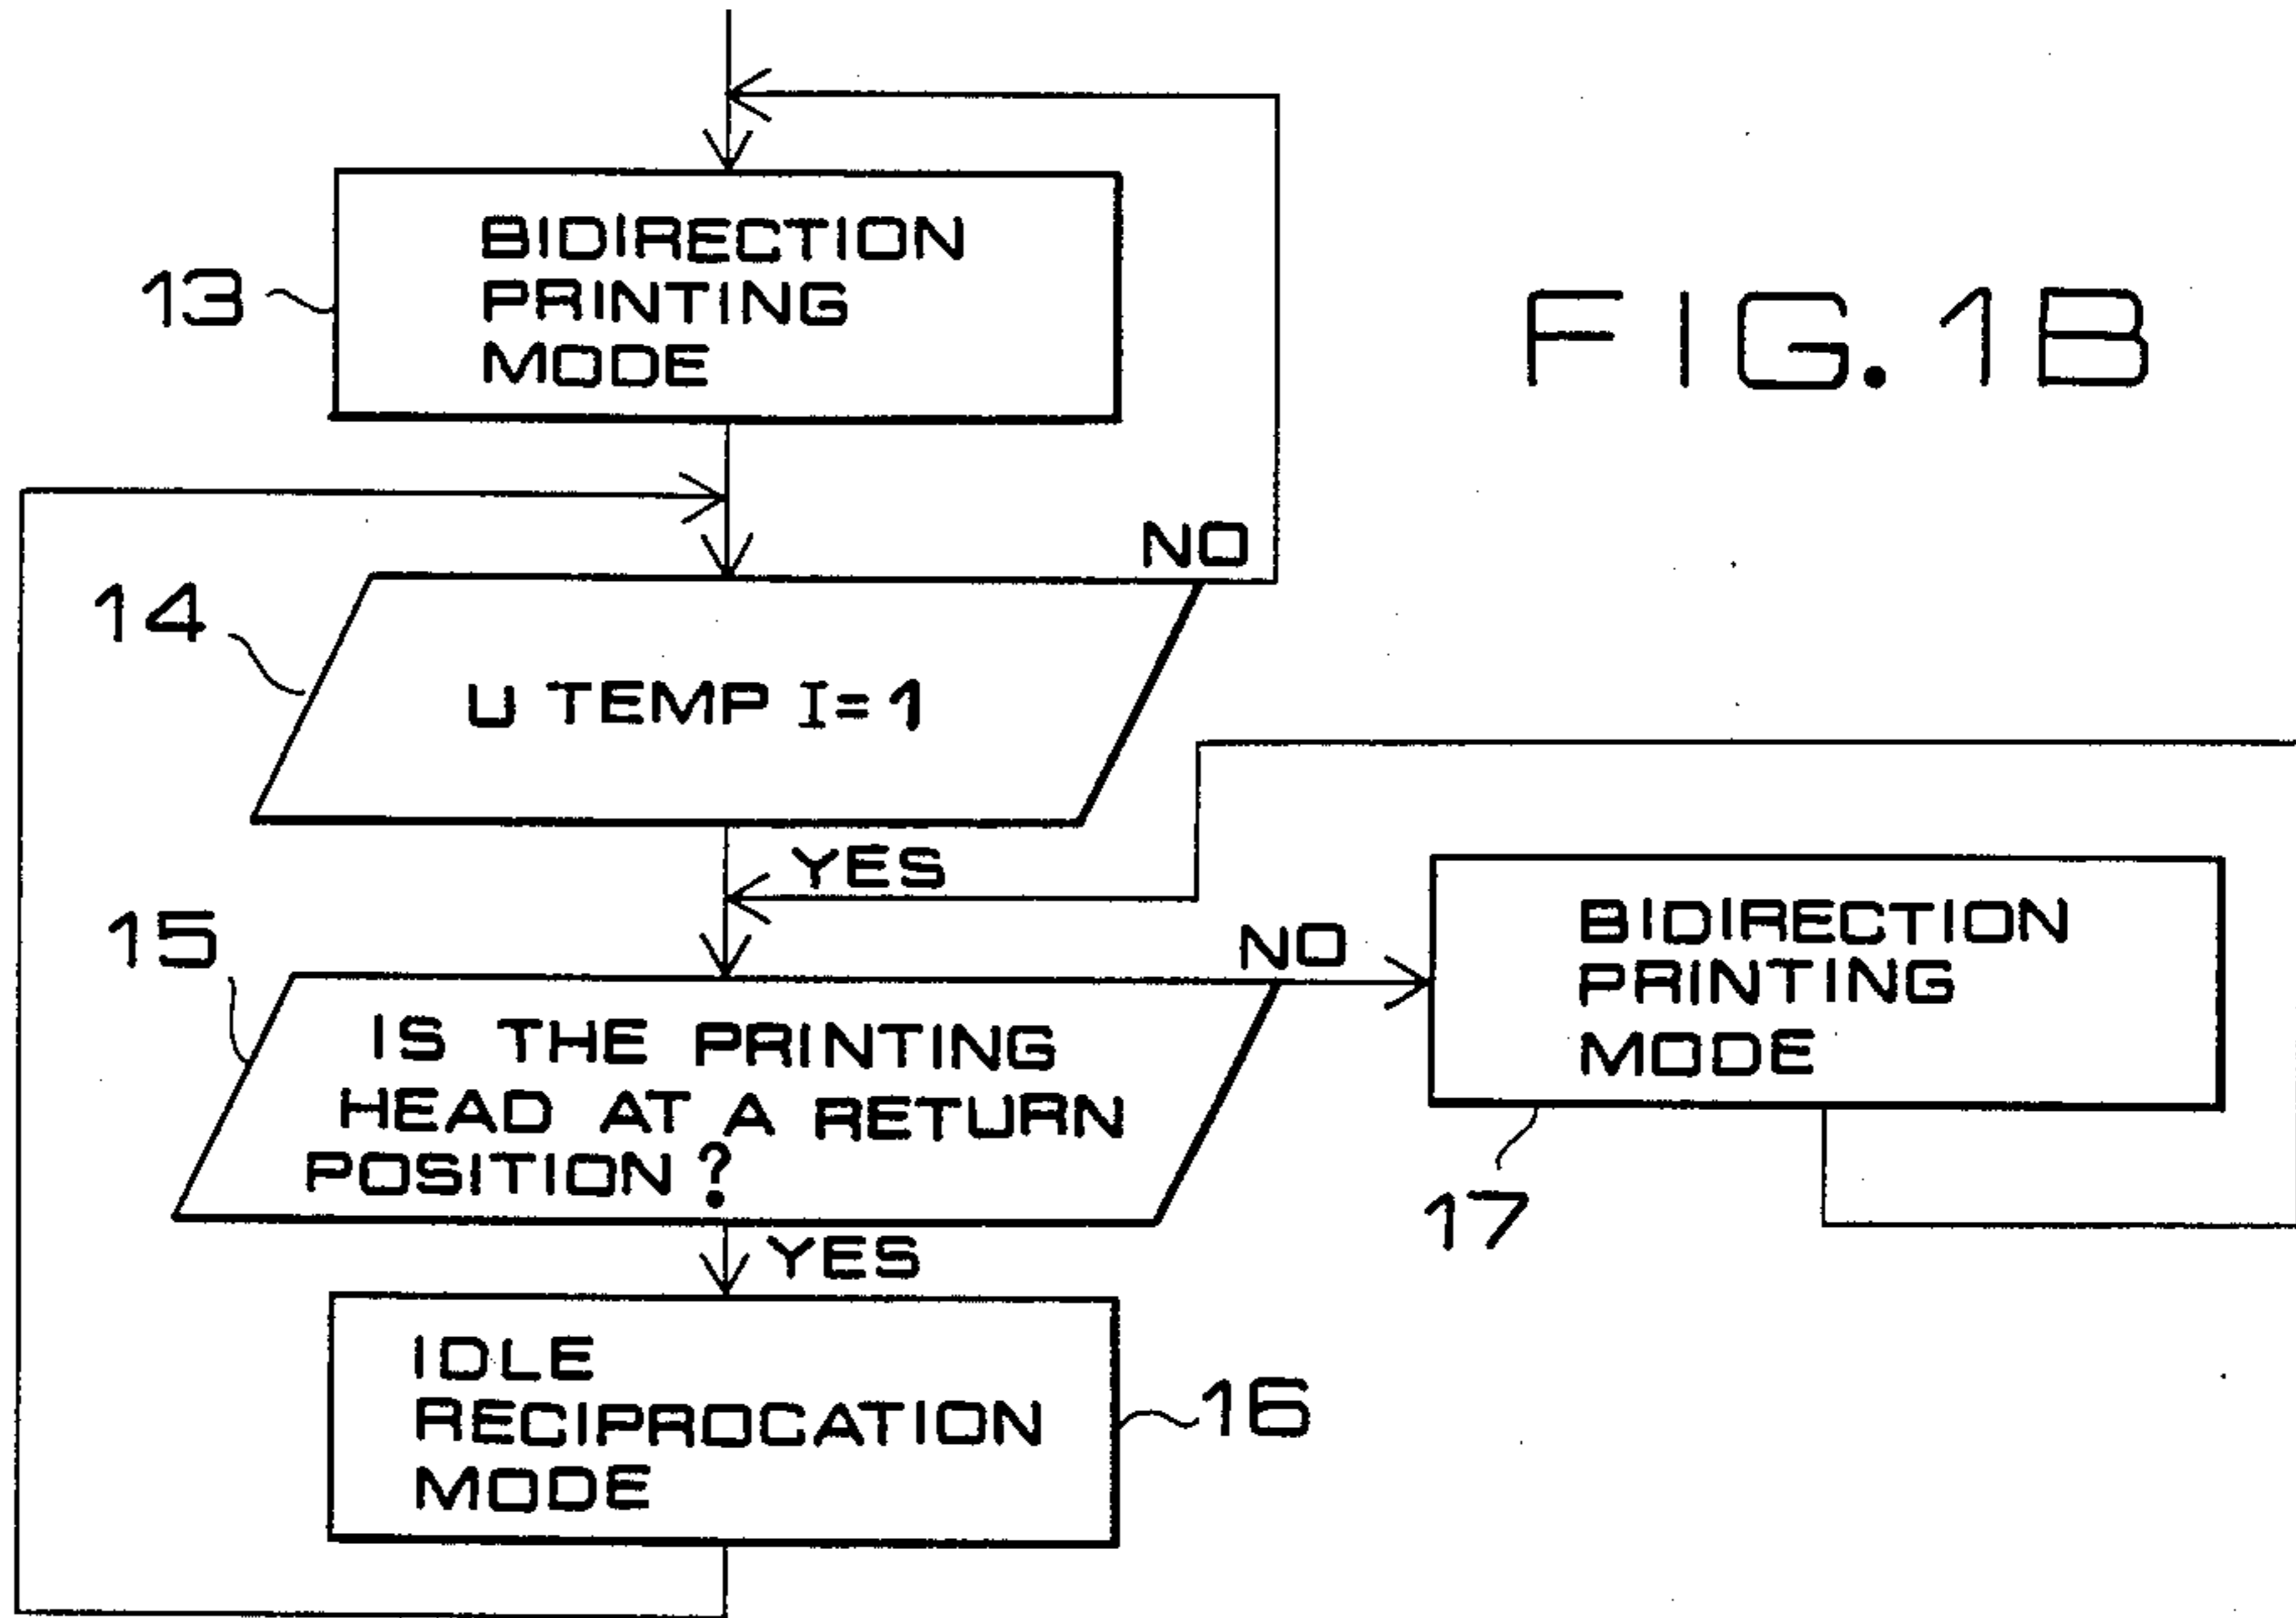 BIDIRECTION
PRINTING
MODE
13
FIG. 1B
NO
14
U TEMP I=1
YES
15
NO
IS THE PRINTING
HEAD AT A RETURN
POSITION ?
BIDIRECTION
PRINTING
MODE
17
YES
IDLE
RECIPROCATION
MODE
16